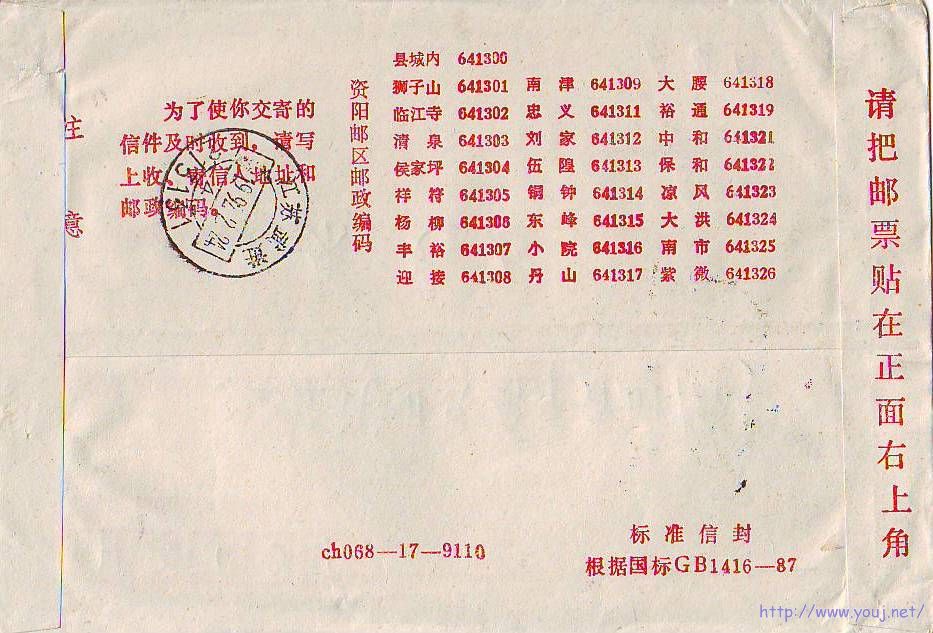 注意
为了使你交寄的
信件及时收到，请写
上收、寄信人地址和
邮政编码。
江苏武进
资阳邮区邮政编码
县城内 641300
狮子山 641301 南津 641309 大腰 641318
临江寺 641302 忠义 641311 裕通 641319
清泉 641303 刘家 641312 中和 641321
侯家坪 641304 伍隍 641313 保和 641322
祥符 641305 铜钟 641314 凉风 641323
杨柳 641306 东峰 641315 大洪 641324
丰裕 641307 小院 641316 南市 641325
迎接 641308 丹山 641317 紫微 641326
请把邮票贴在正面右上角
ch068—17—9110
标准信封
根据国标GB1416—87
http://www.youj.net/